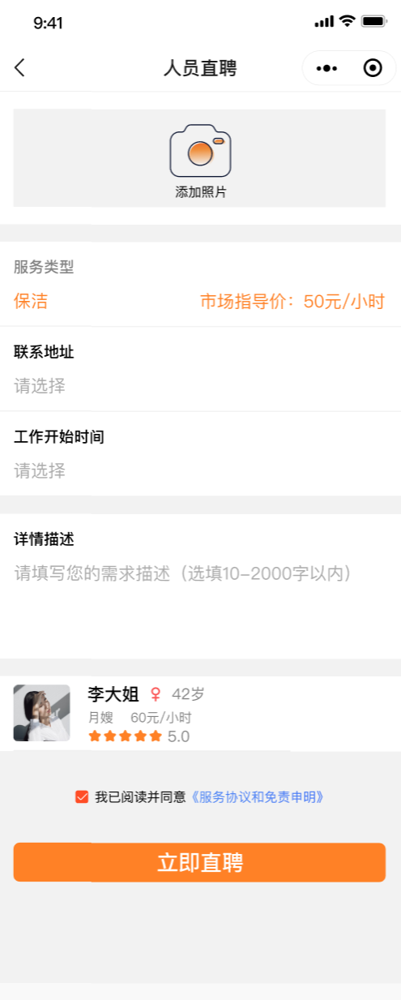 9:41
人员直聘
添加照片
服务类型
保洁 市场指导价：50元/小时
联系地址
请选择
工作开始时间
请选择
详情描述
请填写您的需求描述（选填10-2000字以内）
李大姐 42岁
月嫂 60元/小时
5.0
我已阅读并同意《服务协议和免责申明》
立即直聘